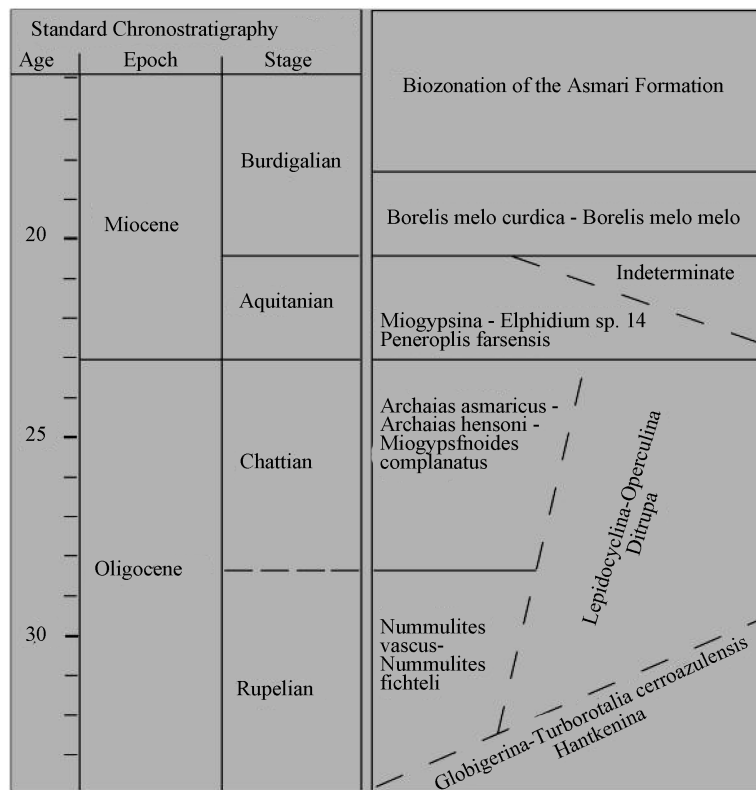 Standard Chronostratigraphy
Age Epoch Stage
Biozonation of the Asmari Formation
Burdigalian
Borelis melo curdica - Borelis melo melo
Miocene
20
Indeterminate
Aquitanian
Miogypsina - Elphidium sp. 14
Peneroplis farsensis
Archaias asmaricus -
Archaias hensoni -
Miogypsfnoides
complanatus
25
Chattian
Lepidocyclina-Operculina
Ditrupa
Oligocene
30
Nummulites
vascus-
Nummulites
fichteli
Rupelian
Globigerina-Turborotalia cerroazulensis
Hantkenina